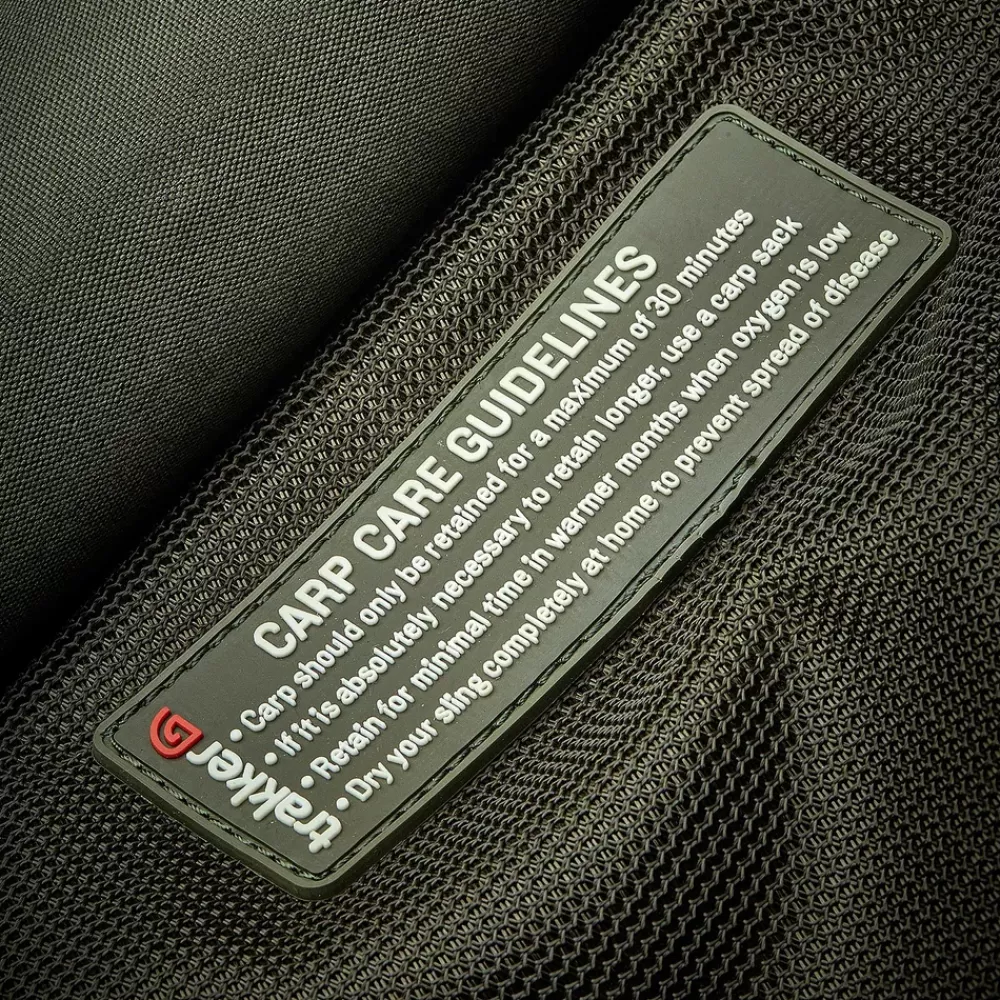 CARP CARE GUIDELINES
• Carp should only be retained for a maximum of 30 minutes
• If it is absolutely necessary to retain longer, use a carp sack
• Retain for minimal time in warmer months when oxygen is low
• Dry your sling completely at home to prevent spread of disease
trakker